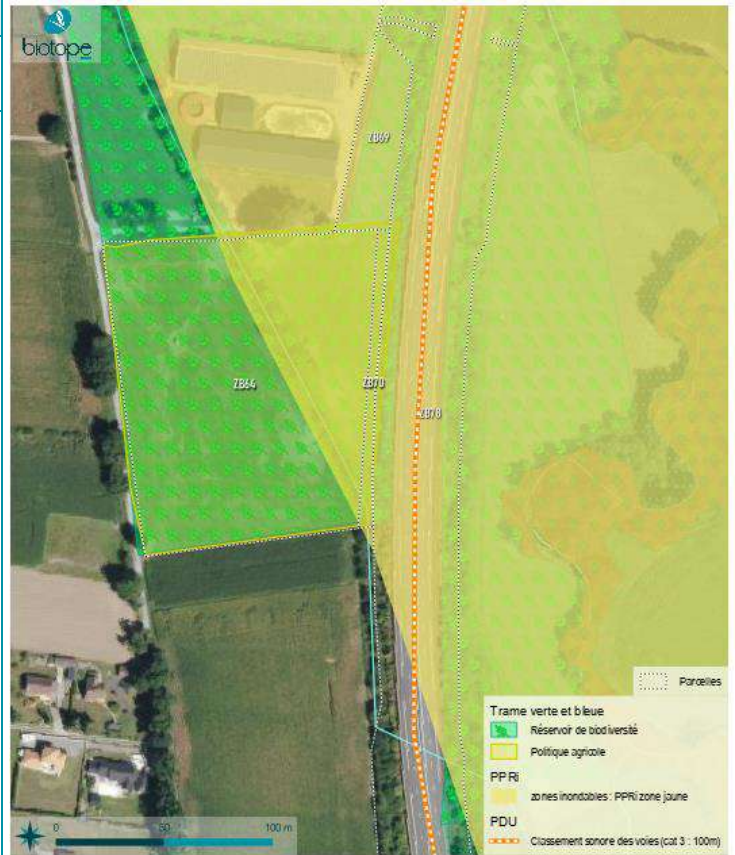 biotope
ZB69
ZB64
ZB70
ZB78
Parcelles
Trame verte et bleue
Réservoir de biodiversité
Politique agricole
PPRi
zones inondables : PPRi zone jaune
PDU
Classement sonore des voies (cat 3 : 100m)
0 50 100 m